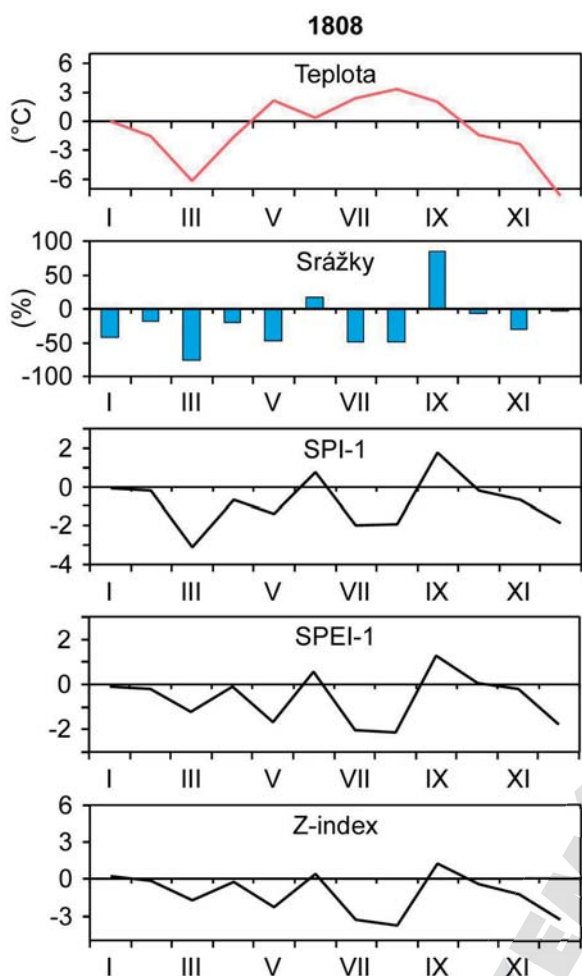 1808
Teplota
(°C)
6
3
0
-3
-6
I III V VII IX XI
Srážky
(%)
100
50
0
-50
-100
I III V VII IX XI
SPI-1
2
0
-2
-4
I III V VII IX XI
SPEI-1
2
0
-2
I III V VII IX XI
Z-index
6
3
0
-3
I III V VII IX XI